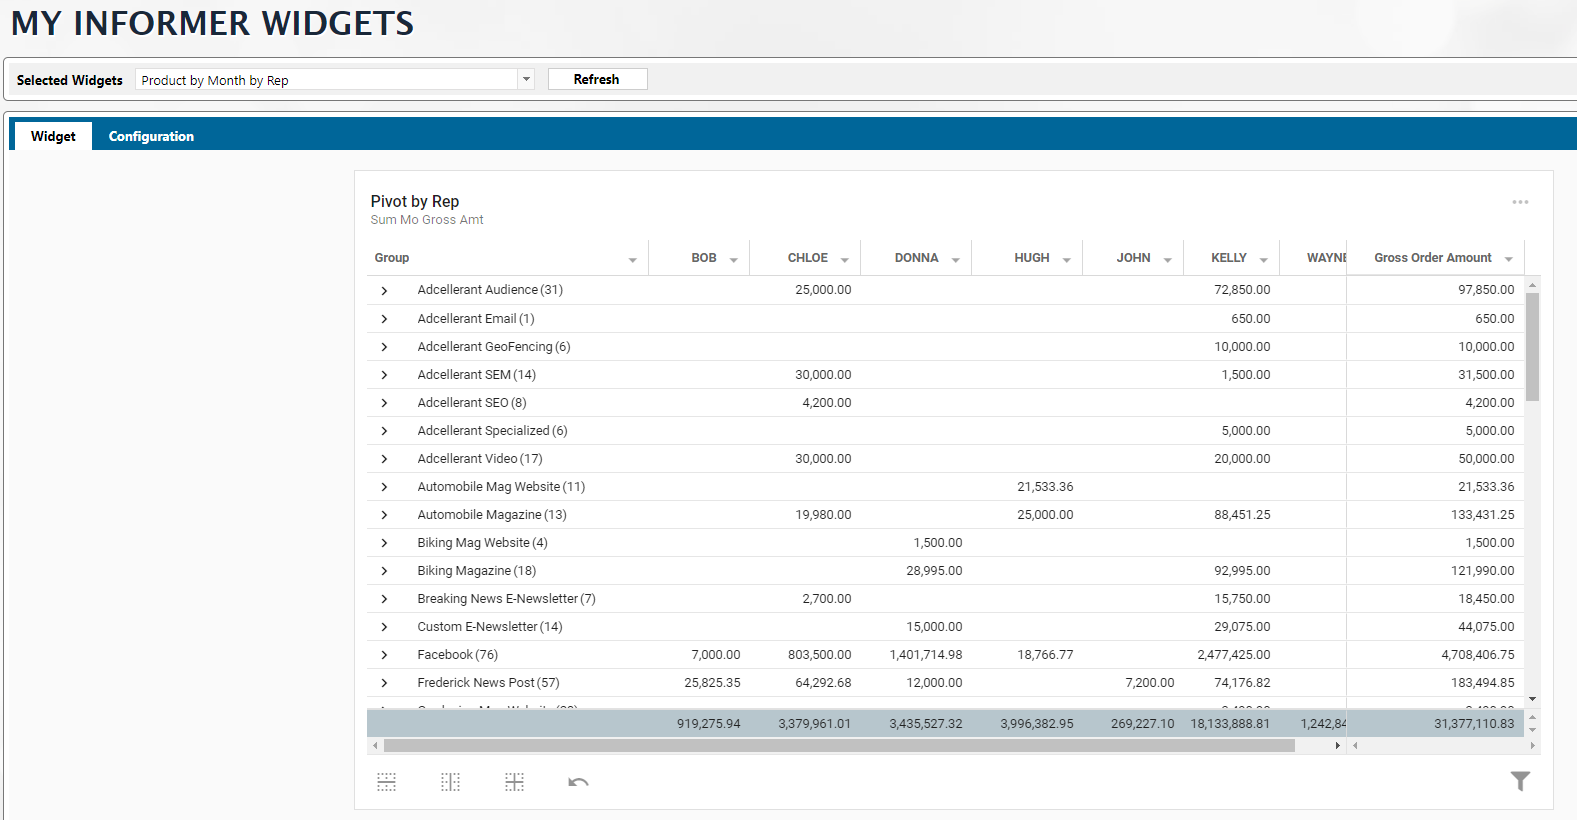 MY INFORMER WIDGETS
Selected Widgets Product by Month by Rep Refresh
Widget Configuration
Pivot by Rep
Sum Mo Gross Amt
Group BOB CHLOE DONNA HUGH JOHN KELLY WAYNE Gross Order Amount
Adcellerant Audience (31) 25,000.00 72,850.00 97,850.00
Adcellerant Email (1) 650.00 650.00
Adcellerant GeoFencing (6) 10,000.00 10,000.00
Adcellerant SEM (14) 30,000.00 1,500.00 31,500.00
Adcellerant SEO (8) 4,200.00 4,200.00
Adcellerant Specialized (6) 5,000.00 5,000.00
Adcellerant Video (17) 30,000.00 20,000.00 50,000.00
Automobile Mag Website (11) 21,533.36 21,533.36
Automobile Magazine (13) 19,980.00 25,000.00 88,451.25 133,431.25
Biking Mag Website (4) 1,500.00 1,500.00
Biking Magazine (18) 28,995.00 92,995.00 121,990.00
Breaking News E-Newsletter (7) 2,700.00 15,750.00 18,450.00
Custom E-Newsletter (14) 15,000.00 29,075.00 44,075.00
Facebook (76) 7,000.00 803,500.00 1,401,714.98 18,766.77 2,477,425.00 4,708,406.75
Frederick News Post (57) 25,825.35 64,292.68 12,000.00 7,200.00 74,176.82 183,494.85
919,275.94 3,379,961.01 3,435,527.32 3,996,382.95 269,227.10 18,133,888.81 1,242,84 31,377,110.83